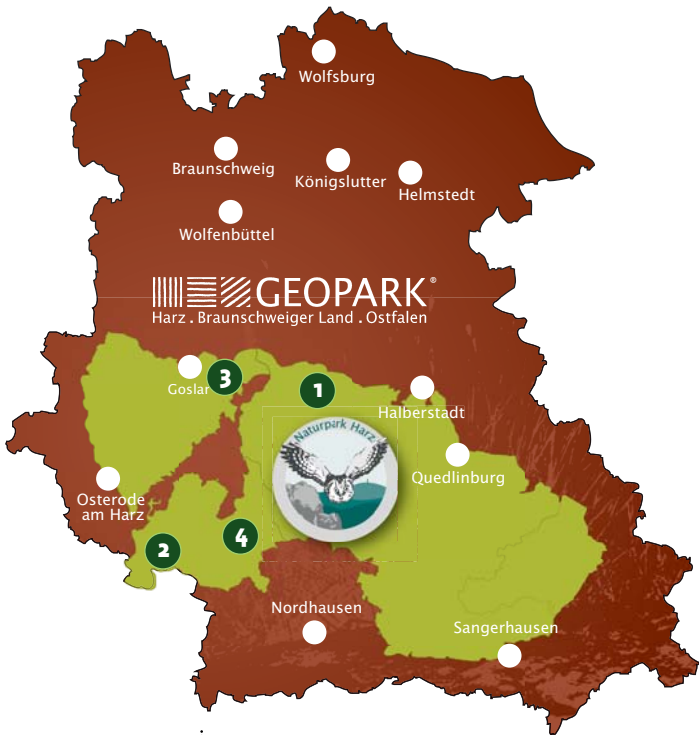 Wolfsburg
Braunschweig
Königslutter
Helmstedt
Wolfenbüttel
GEOPARK®
Harz . Braunschweiger Land . Ostfalen
Goslar
3
1
Halberstadt
Naturpark Harz
Quedlinburg
Osterode
am Harz
2
4
Nordhausen
Sangerhausen